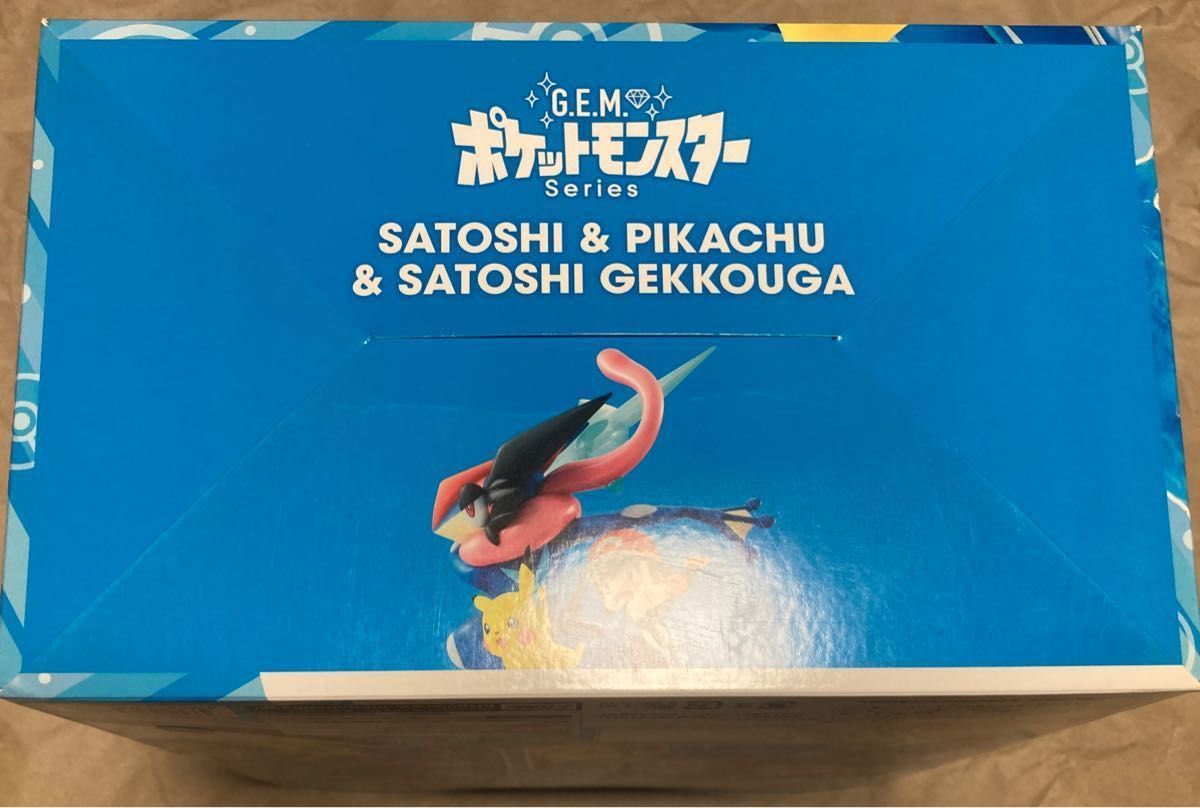 G.E.M.
ポケットモンスター
Series
SATOSHI & PIKACHU
& SATOSHI GEKKOUGA